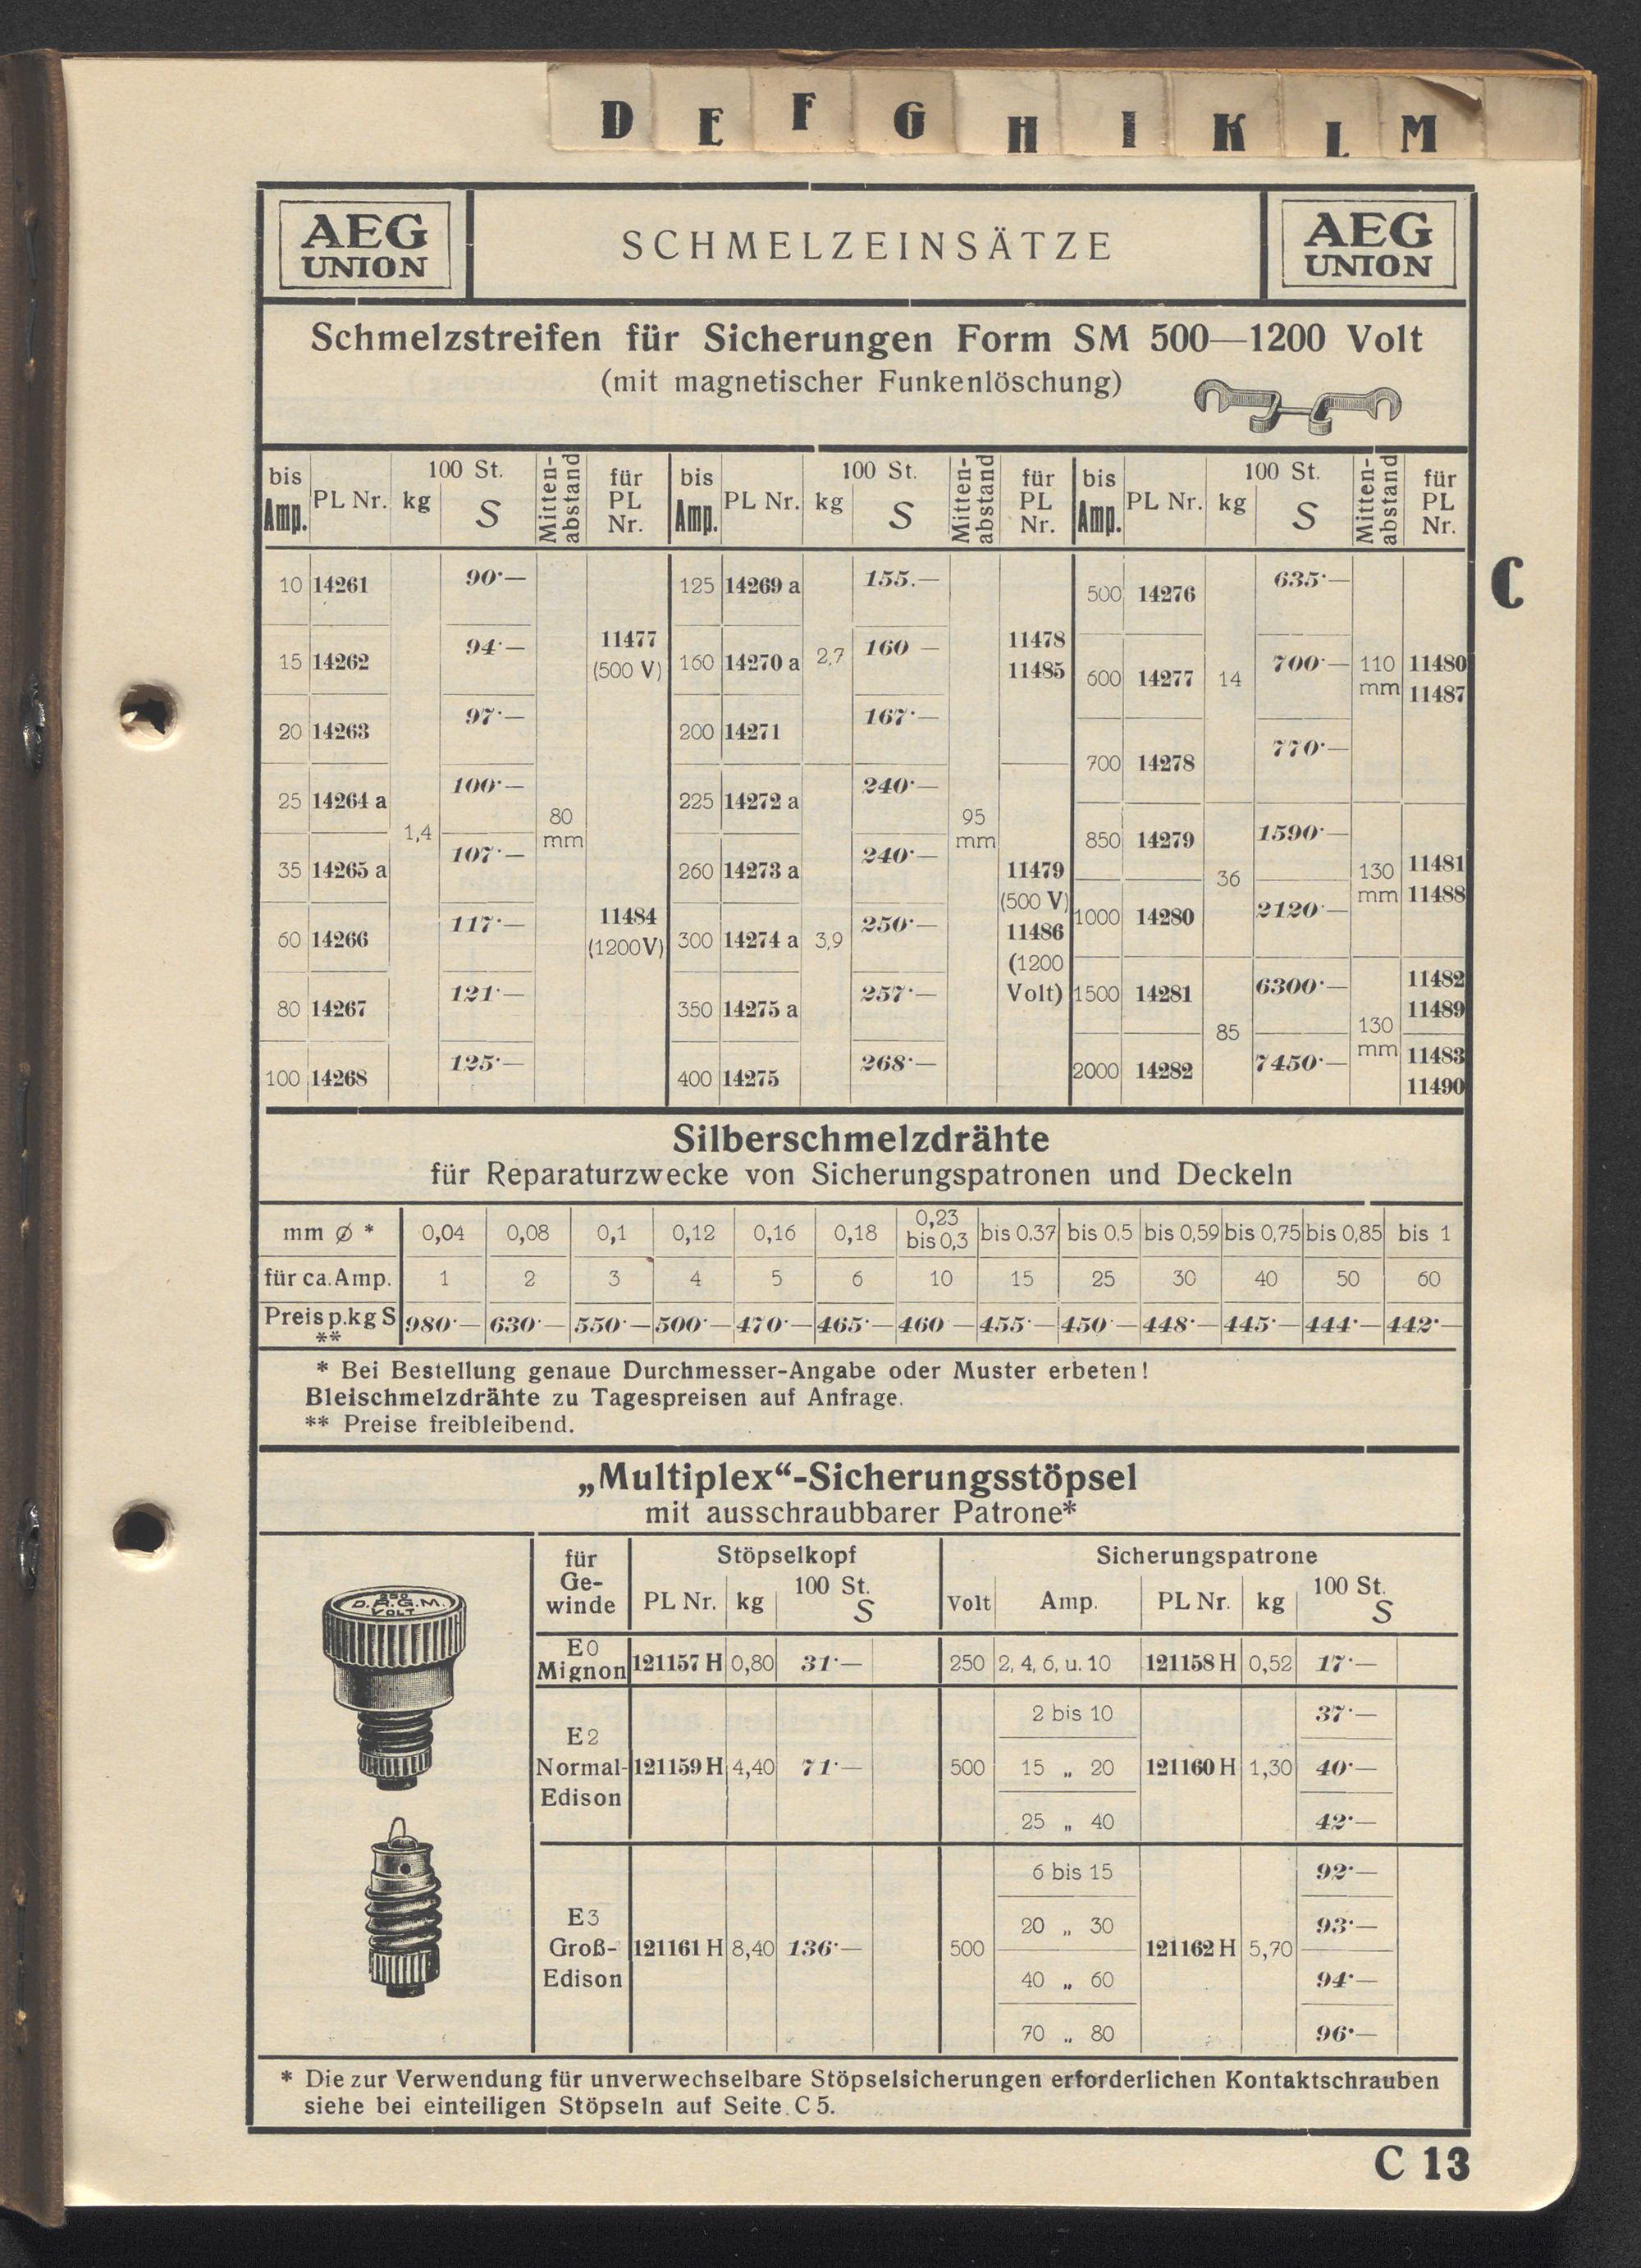 D E F G H I K L M
AEG UNION
SCHMELZEINSÄTZE
AEG UNION
Schmelzstreifen für Sicherungen Form SM 500—1200 Volt
(mit magnetischer Funkenlöschung)
bis Amp. PL Nr. kg 100 St. S Mitten-abstand für PL Nr. bis Amp. PL Nr. kg 100 St. S Mitten-abstand für PL Nr. bis Amp. PL Nr. kg 100 St. S Mitten-abstand für PL Nr.
10 14261 90·— 125 14269 a 155.— 500 14276 635·—
C
15 14262 94·— 11477 (500 V) 160 14270 a 2,7 160 — 11478 11485 600 14277 14 700·— 110 mm 11480 11487
20 14263 97·— 200 14271 167·— 700 14278 770·—
25 14264 a 1,4 100·— 80 mm 225 14272 a 240·— 95 mm 850 14279 1590·—
35 14265 a 107·— 260 14273 a 240·— 11479 (500 V) 36 130 mm 11481 11488
60 14266 117·— 11484 (1200V) 300 14274 a 3,9 250·— 11486 (1200 Volt) 1000 14280 2120·—
80 14267 121·— 350 14275 a 257·— 1500 14281 6300·— 11482 11489
100 14268 125·— 400 14275 268·— 2000 14282 85 7450·— 130 mm 11483 11490
Silberschmelzdrähte
für Reparaturzwecke von Sicherungspatronen und Deckeln
mm ⌀ * 0,04 0,08 0,1 0,12 0,16 0,18 0,23 bis 0,3 bis 0.37 bis 0.5 bis 0,59 bis 0,75 bis 0,85 bis 1
für ca. Amp. 1 2 3 4 5 6 10 15 25 30 40 50 60
Preis p. kg S ** 980·— 630·— 550·— 500·— 470·— 465·— 460 — 455·— 450·— 448·— 445·— 444·— 442·—
* Bei Bestellung genaue Durchmesser-Angabe oder Muster erbeten!
Bleischmelzdrähte zu Tagespreisen auf Anfrage.
** Preise freibleibend.
„Multiplex“-Sicherungsstöpsel
mit ausschraubbarer Patrone*
für Ge-winde Stöpselkopf Sicherungspatrone
PL Nr. kg 100 St. S Volt Amp. PL Nr. kg 100 St. S
250
D.R.G.M.
VOLT
E0 Mignon 121157 H 0,80 31·— 250 2, 4, 6, u. 10 121158 H 0,52 17·—
2 bis 10 37·—
E2 Normal-Edison 121159 H 4,40 71·— 500 15 „ 20 121160 H 1,30 40·—
25 „ 40 42·—
6 bis 15 92·—
20 „ 30 93·—
E3 Groß-Edison 121161 H 8,40 136·— 500 121162 H 5,70
40 „ 60 94·—
70 „ 80 96·—
* Die zur Verwendung für unverwechselbare Stöpselsicherungen erforderlichen Kontaktschrauben
siehe bei einteiligen Stöpseln auf Seite C 5.
C 13